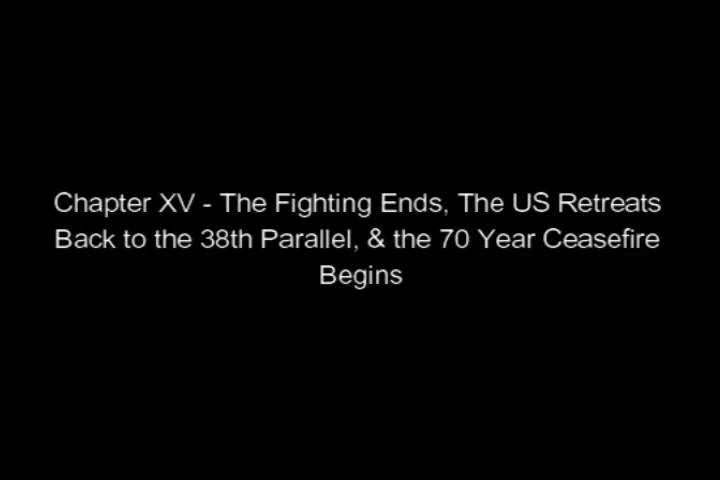 Chapter XV - The Fighting Ends, The US Retreats
Back to the 38th Parallel, & the 70 Year Ceasefire
Begins